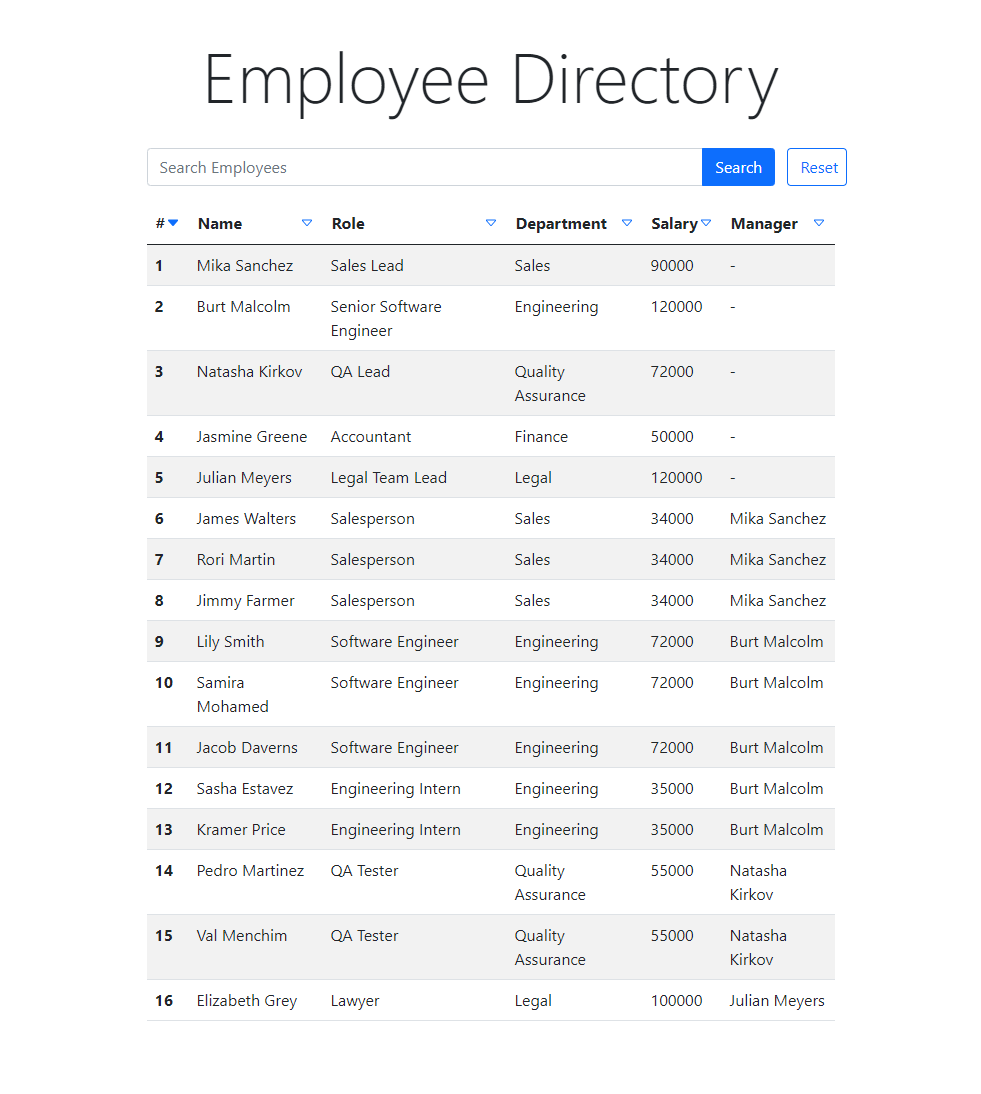 Employee Directory
Search Employees Search Reset
# Name Role Department Salary Manager
1 Mika Sanchez Sales Lead Sales 90000 -
2 Burt Malcolm Senior Software Engineering 120000 -
Engineer
3 Natasha Kirkov QA Lead Quality 72000 -
Assurance
4 Jasmine Greene Accountant Finance 50000 -
5 Julian Meyers Legal Team Lead Legal 120000 -
6 James Walters Salesperson Sales 34000 Mika Sanchez
7 Rori Martin Salesperson Sales 34000 Mika Sanchez
8 Jimmy Farmer Salesperson Sales 34000 Mika Sanchez
9 Lily Smith Software Engineer Engineering 72000 Burt Malcolm
10 Samira Software Engineer Engineering 72000 Burt Malcolm
Mohamed
11 Jacob Daverns Software Engineer Engineering 72000 Burt Malcolm
12 Sasha Estavez Engineering Intern Engineering 35000 Burt Malcolm
13 Kramer Price Engineering Intern Engineering 35000 Burt Malcolm
14 Pedro Martinez QA Tester Quality 55000 Natasha
Assurance Kirkov
15 Val Menchim QA Tester Quality 55000 Natasha
Assurance Kirkov
16 Elizabeth Grey Lawyer Legal 100000 Julian Meyers